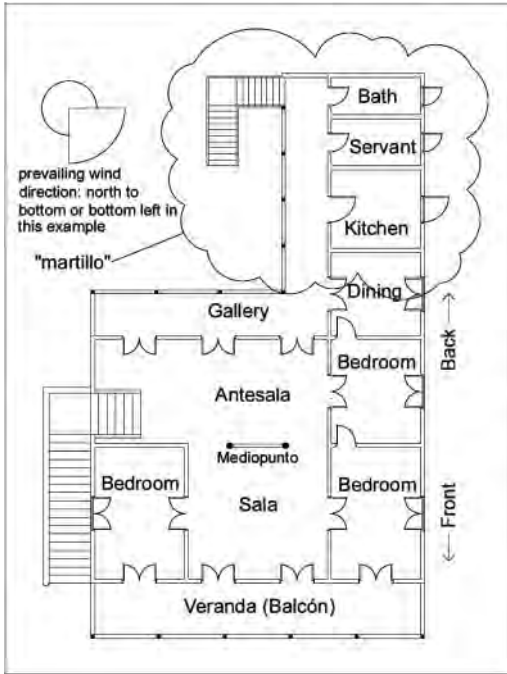 Bath
Servant
Kitchen
Dining
prevailing wind
direction: north to
bottom or bottom left in
this example
"martillo"
Gallery
Bedroom
Antesala
Mediopunto
Bedroom
Sala
Bedroom
Veranda (Balcón)
Back
Front